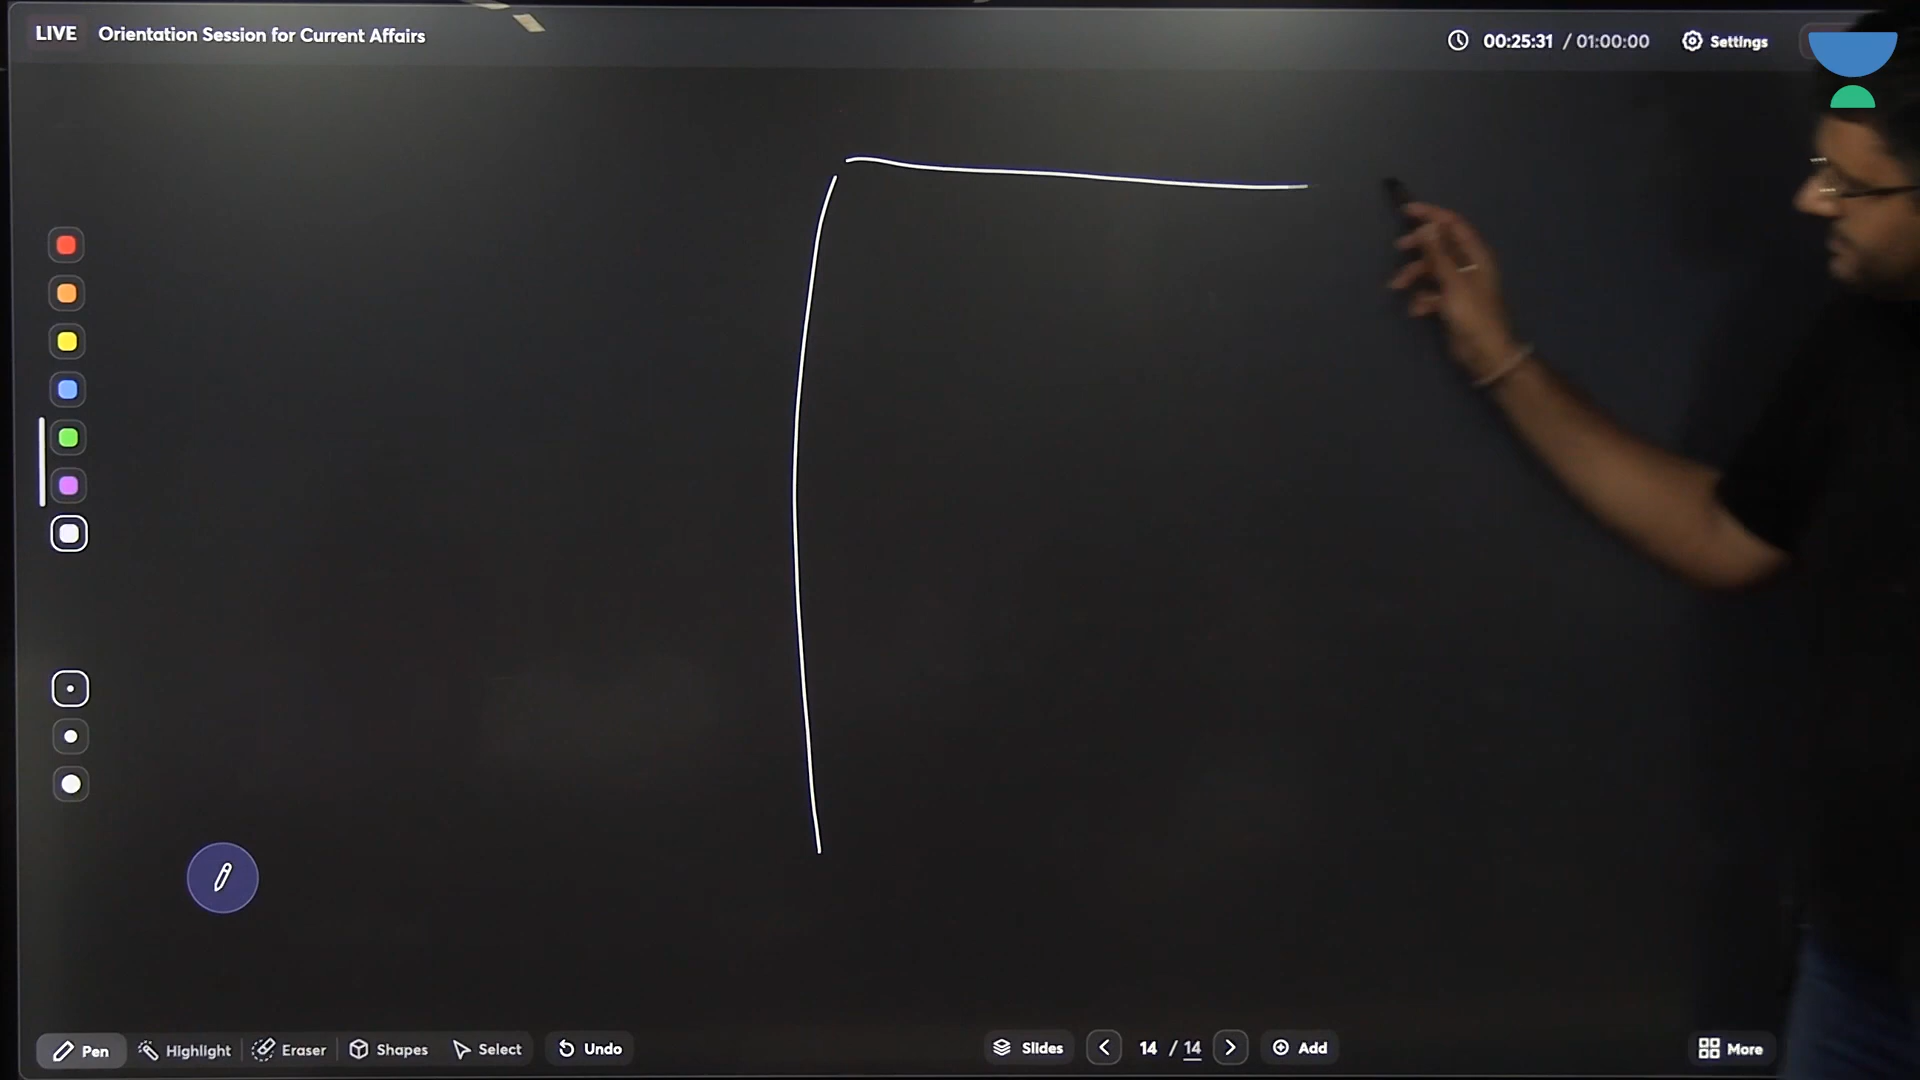 LIVE Orientation Session for Current Affairs
00:25:31 / 01:00:00 Settings
Pen Highlight Eraser Shapes Select Undo Slides 14 / 14 Add More